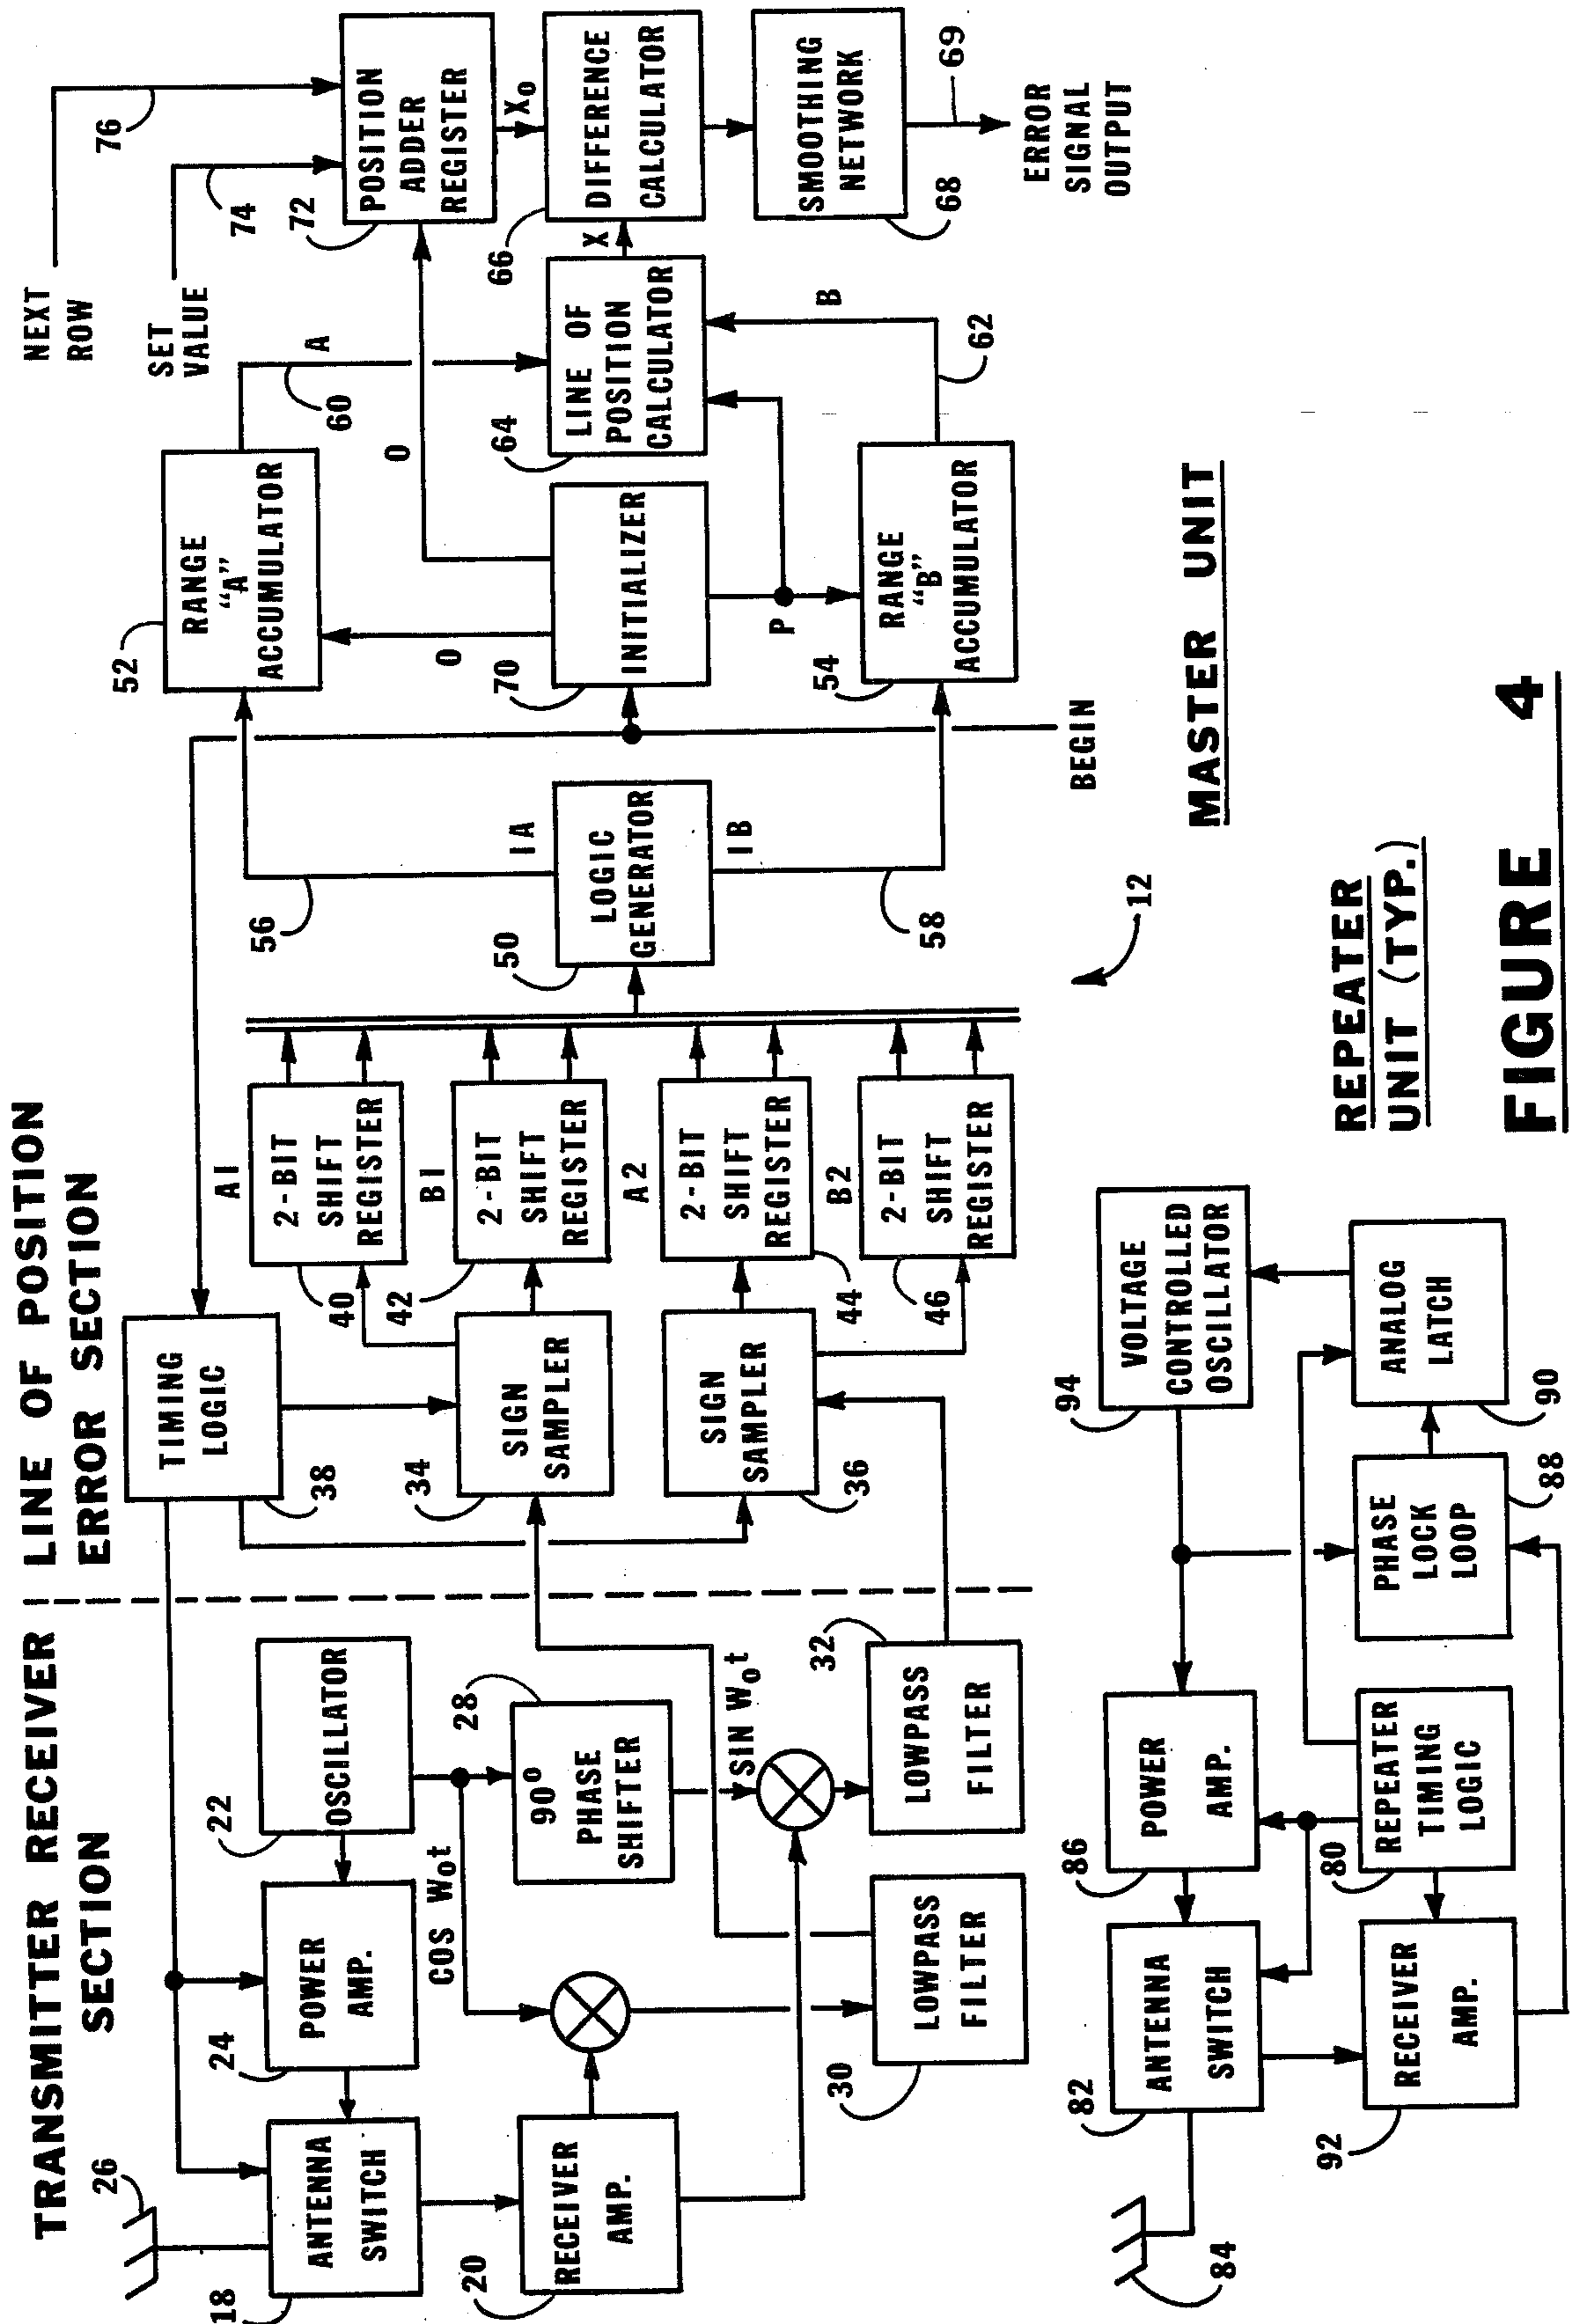 TRANSMITTER RECEIVER
SECTION
LINE OF POSITION
ERROR SECTION
26
18
ANTENNA
SWITCH
24
POWER
AMP.
22
OSCILLATOR
20
RECEIVER
AMP.
COS W₀t
28
90°
PHASE
SHIFTER
SIN W₀t
30
LOWPASS
FILTER
32
LOWPASS
FILTER
TIMING
LOGIC
38
34
SIGN
SAMPLER
SIGN
SAMPLER
36
A1
2-BIT
SHIFT
REGISTER
40
B1
2-BIT
SHIFT
REGISTER
42
A2
2-BIT
SHIFT
REGISTER
44
B2
2-BIT
SHIFT
REGISTER
46
50
LOGIC
GENERATOR
IA
IB
56
58
BEGIN
12
52
RANGE
"A"
ACCUMULATOR
O
70
INITIALIZER
O
P
54
RANGE
"B"
ACCUMULATOR
60
A
62
B
64
LINE OF
POSITION
CALCULATOR
X
NEXT
ROW
76
SET
VALUE
74
72
POSITION
ADDER
REGISTER
X₀
66
DIFFERENCE
CALCULATOR
SMOOTHING
NETWORK
68
69
ERROR
SIGNAL
OUTPUT
MASTER UNIT
84
82
ANTENNA
SWITCH
86
POWER
AMP.
94
VOLTAGE
CONTROLLED
OSCILLATOR
92
RECEIVER
AMP.
80
REPEATER
TIMING
LOGIC
PHASE
LOCK
LOOP
88
ANALOG
LATCH
90
REPEATER
UNIT (TYP.)
FIGURE 4